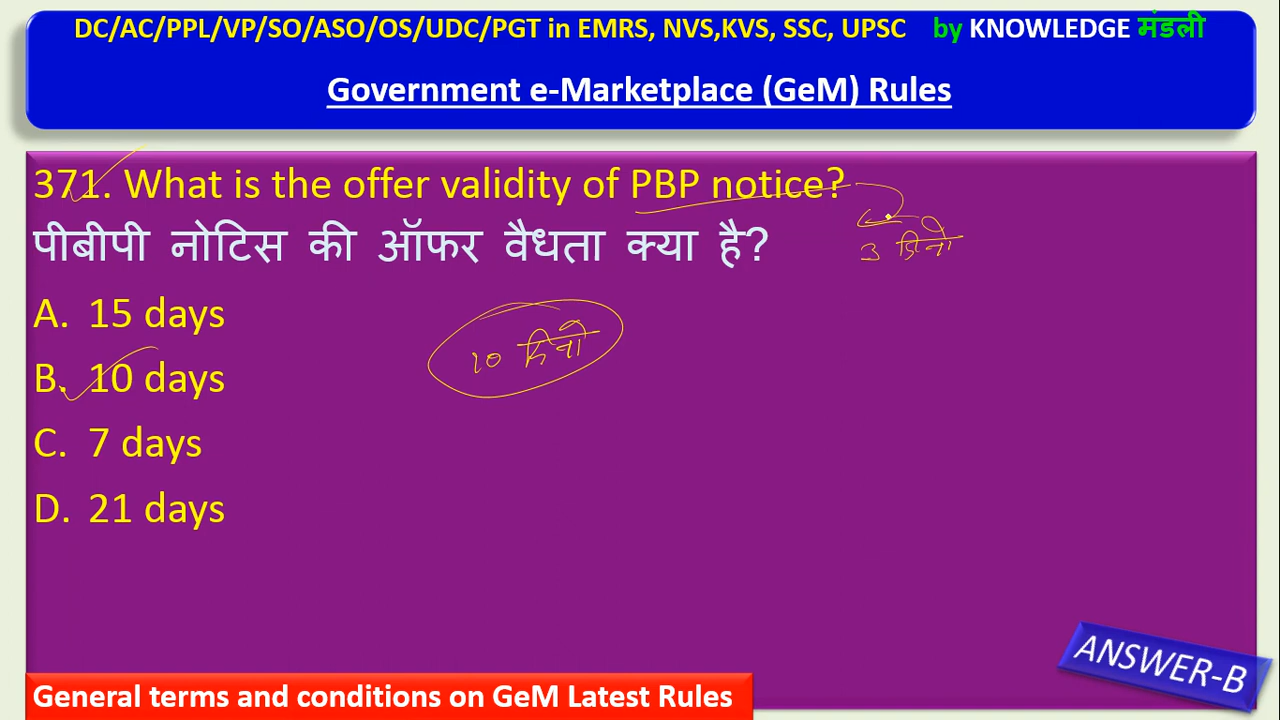 DC/AC/PPL/VP/SO/ASO/OS/UDC/PGT in EMRS, NVS,KVS, SSC, UPSC by KNOWLEDGE मंडली
Government e-Marketplace (GeM) Rules
371. What is the offer validity of PBP notice?
पीबीपी नोटिस की ऑफर वैधता क्या है?
3 दिनो
A. 15 days
10 दिनो
B. 10 days
C. 7 days
D. 21 days
ANSWER-B
General terms and conditions on GeM Latest Rules